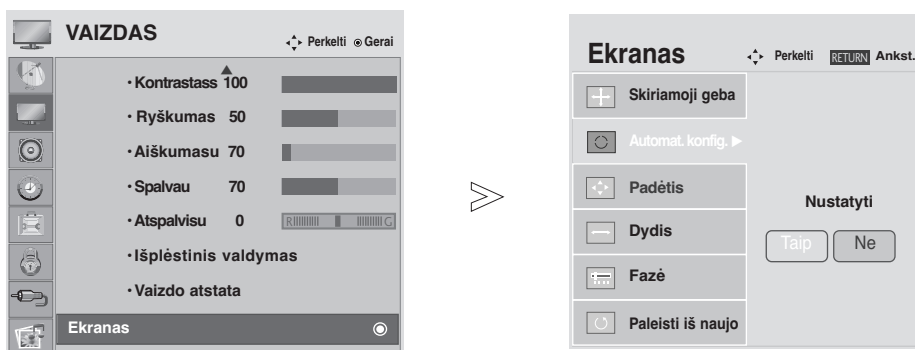 VAIZDAS
Perkelti Gerai
· Kontrastass 100
· Ryškumas 50
· Aiškumasu 70
· Spalvau 70
· Atspalvisu 0 R G
· Išplėstinis valdymas
· Vaizdo atstata
Ekranas
Ekranas
Perkelti RETURN Ankst.
Skiriamoji geba
Automat. konfig. ►
Padėtis
Dydis
Fazė
Paleisti iš naujo
Nustatyti
Taip Ne